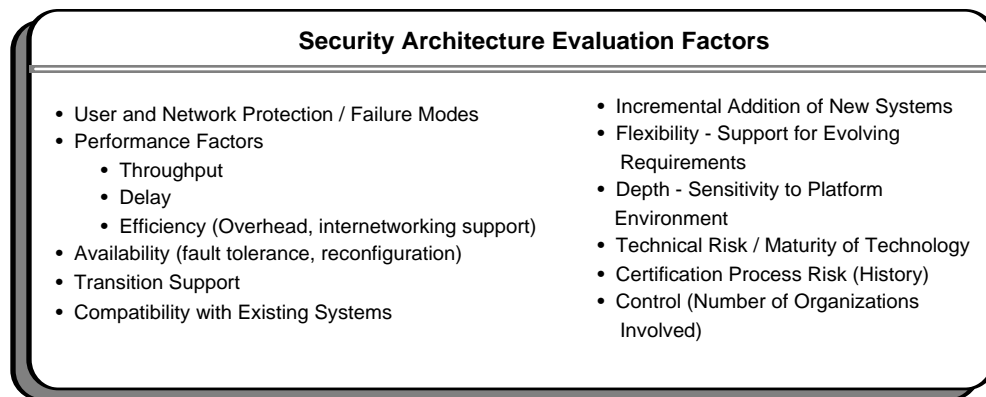 Security Architecture Evaluation Factors
• User and Network Protection / Failure Modes
• Performance Factors
• Throughput
• Delay
• Efficiency (Overhead, internetworking support)
• Availability (fault tolerance, reconfiguration)
• Transition Support
• Compatibility with Existing Systems
• Incremental Addition of New Systems
• Flexibility - Support for Evolving
Requirements
• Depth - Sensitivity to Platform
Environment
• Technical Risk / Maturity of Technology
• Certification Process Risk (History)
• Control (Number of Organizations
Involved)